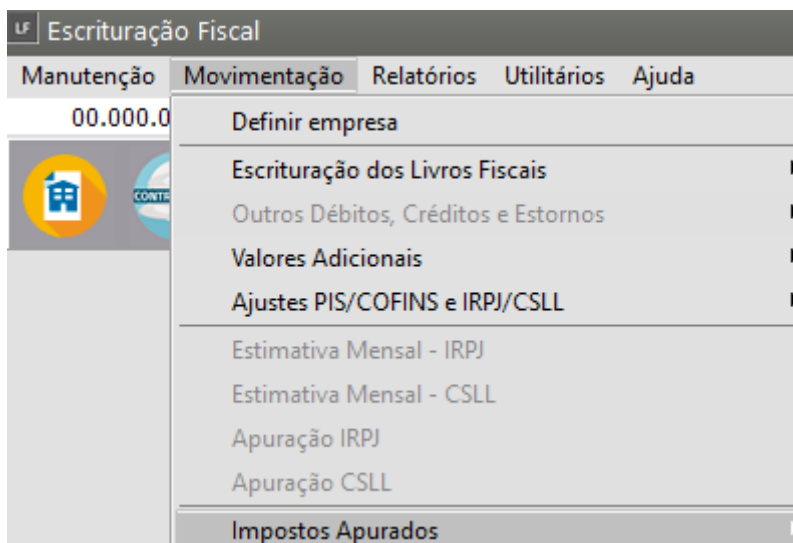 LF Escrituração Fiscal
Manutenção Movimentação Relatórios Utilitários Ajuda
00.000.0
Definir empresa
Escrituração dos Livros Fiscais
Outros Débitos, Créditos e Estornos
Valores Adicionais
Ajustes PIS/COFINS e IRPJ/CSLL
Estimativa Mensal - IRPJ
Estimativa Mensal - CSLL
Apuração IRPJ
Apuração CSLL
Impostos Apurados